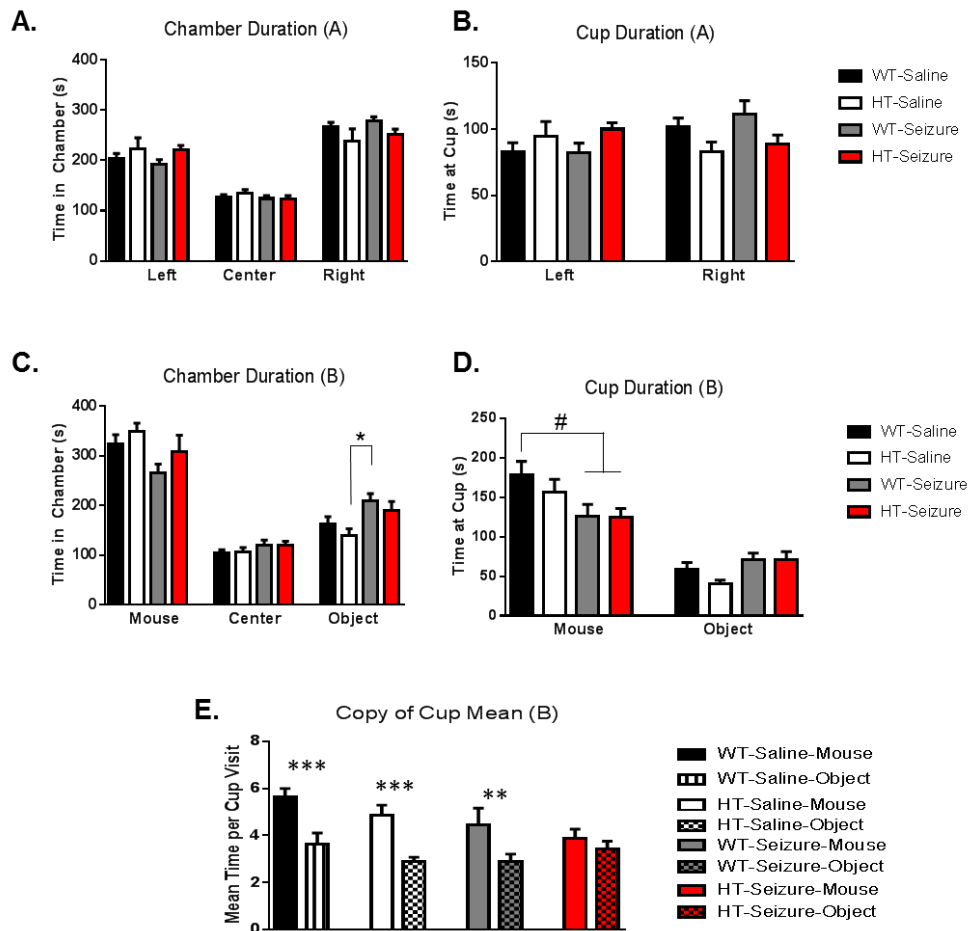 A.
Chamber Duration (A)
Time in Chamber (s)
400
300
200
100
0
Left Center Right
B.
Cup Duration (A)
Time at Cup (s)
150
100
50
0
Left Right
WT-Saline
HT-Saline
WT-Seizure
HT-Seizure
C.
Chamber Duration (B)
Time in Chamber (s)
400
300
200
100
0
*
Mouse Center Object
D.
Cup Duration (B)
Time at Cup (s)
250
200
150
100
50
0
#
Mouse Object
WT-Saline
HT-Saline
WT-Seizure
HT-Seizure
E.
Copy of Cup Mean (B)
Mean Time per Cup Visit
8
6
4
2
0
*** *** **
WT-Saline-Mouse
WT-Saline-Object
HT-Saline-Mouse
HT-Saline-Object
WT-Seizure-Mouse
WT-Seizure-Object
HT-Seizure-Mouse
HT-Seizure-Object